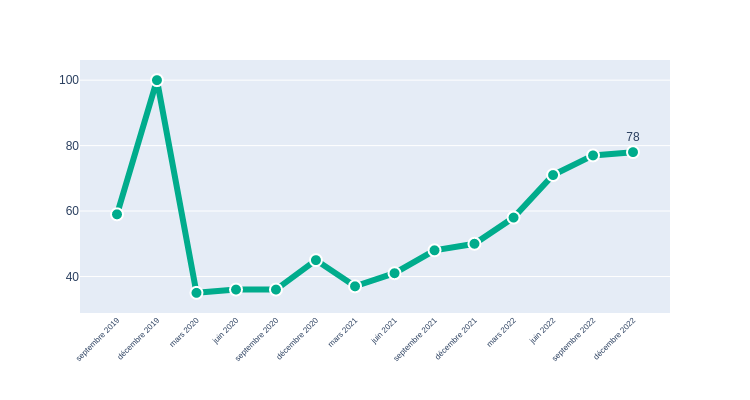 100
80
60
40
78
septembre 2019
décembre 2019
mars 2020
juin 2020
septembre 2020
décembre 2020
mars 2021
juin 2021
septembre 2021
décembre 2021
mars 2022
juin 2022
septembre 2022
décembre 2022